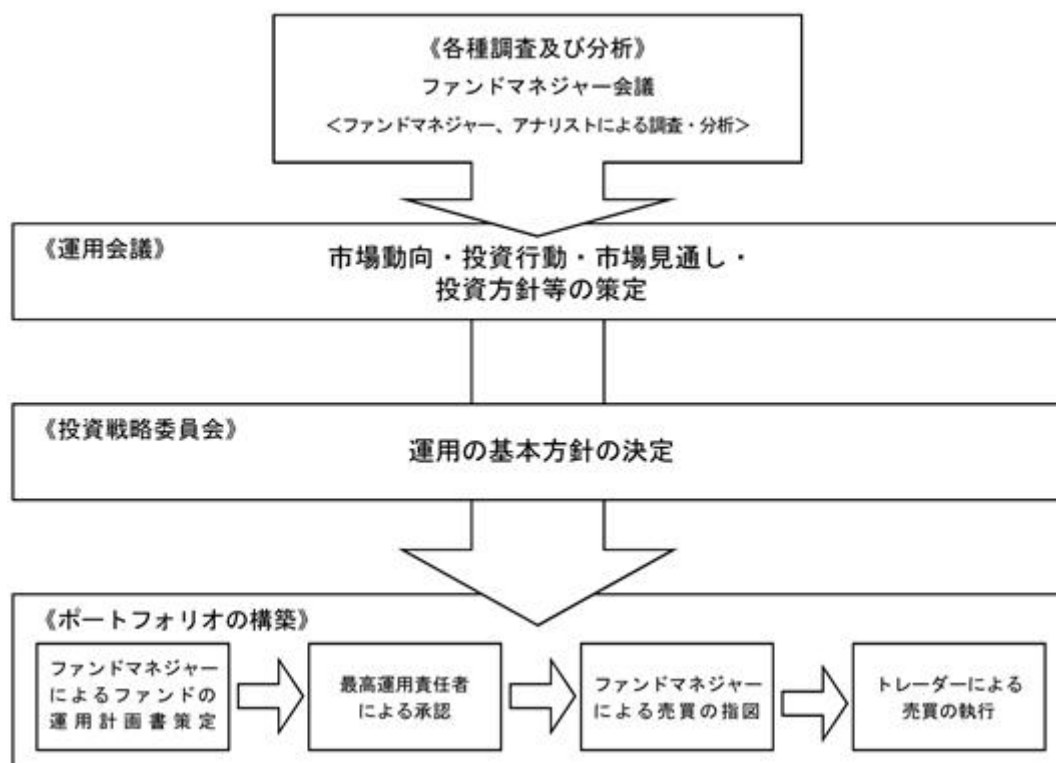 《各種調査及び分析》
ファンドマネジャー会議
＜ファンドマネジャー、アナリストによる調査・分析＞
《運用会議》
市場動向・投資行動・市場見通し・
投資方針等の策定
《投資戦略委員会》
運用の基本方針の決定
《ポートフォリオの構築》
ファンドマネジャー
によるファンドの
運用計画書策定
最高運用責任者
による承認
ファンドマネジャー
による売買の指図
トレーダーによる
売買の執行